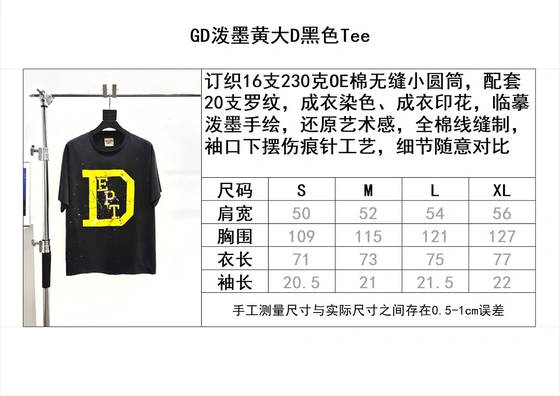 GD泼墨黄大D黑色Tee
订织16支230克OE棉无缝小圆筒，配套
20支罗纹，成衣染色、成衣印花，临摹
泼墨手绘，还原艺术感，全棉线缝制，
袖口下摆伤痕针工艺，细节随意对比
尺码 S M L XL
肩宽 50 52 54 56
胸围 109 115 121 127
衣长 71 73 75 77
袖长 20.5 21 21.5 22
手工测量尺寸与实际尺寸之间存在0.5-1cm误差
D
E
P
T